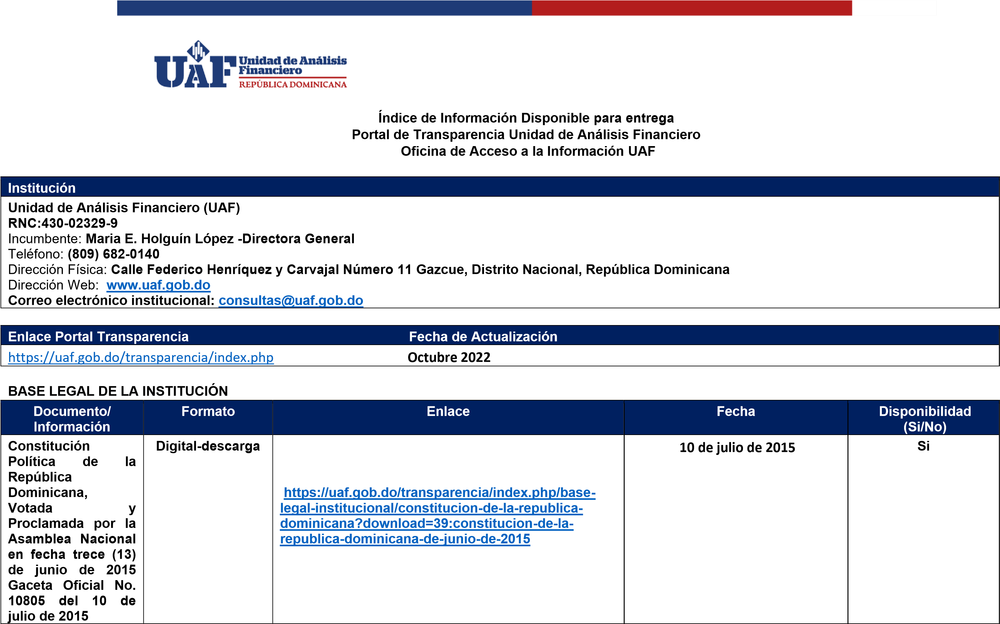 UAF Unidad de Análisis
Financiero
REPÚBLICA DOMINICANA
Índice de Información Disponible para entrega
Portal de Transparencia Unidad de Análisis Financiero
Oficina de Acceso a la Información UAF
Institución
Unidad de Análisis Financiero (UAF)
RNC:430-02329-9
Incumbente: Maria E. Holguín López -Directora General
Teléfono: (809) 682-0140
Dirección Física: Calle Federico Henríquez y Carvajal Número 11 Gazcue, Distrito Nacional, República Dominicana
Dirección Web: www.uaf.gob.do
Correo electrónico institucional: consultas@uaf.gob.do
Enlace Portal Transparencia Fecha de Actualización
https://uaf.gob.do/transparencia/index.php Octubre 2022
BASE LEGAL DE LA INSTITUCIÓN
Documento/
Información
Formato
Enlace
Fecha
Disponibilidad
(Si/No)
Constitución
Política de la
República
Dominicana,
Votada y
Proclamada por la
Asamblea Nacional
en fecha trece (13)
de junio de 2015
Gaceta Oficial No.
10805 del 10 de
julio de 2015
Digital-descarga
https://uaf.gob.do/transparencia/index.php/base-
legal-institucional/constitucion-de-la-republica-
dominicana?download=39:constitucion-de-la-
republica-dominicana-de-junio-de-2015
10 de julio de 2015
Si